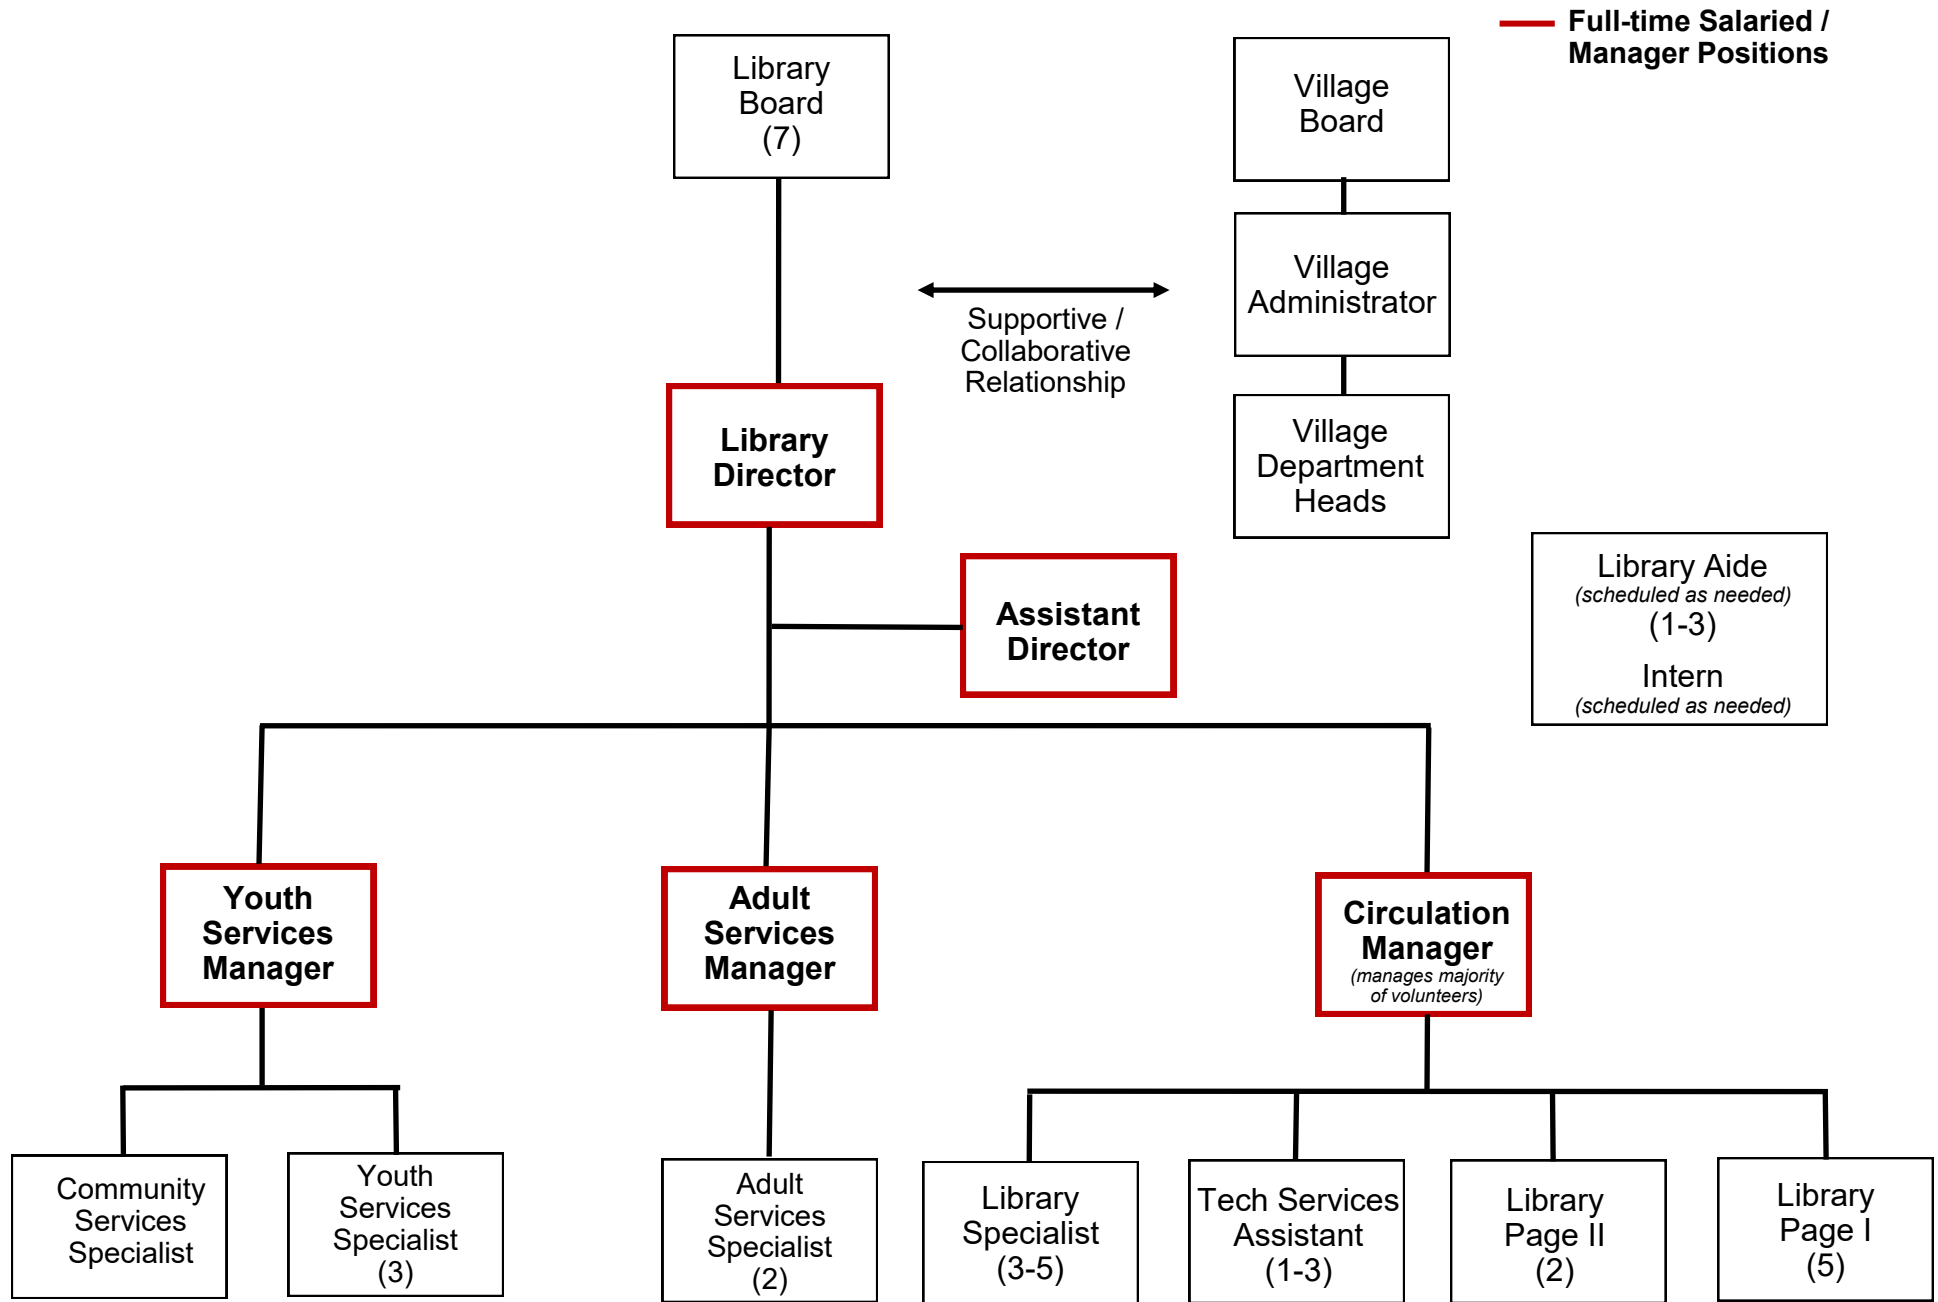 Full-time Salaried /
Manager Positions
Library
Board
(7)
Village
Board
Village
Administrator
Supportive /
Collaborative
Relationship
Library
Director
Village
Department
Heads
Assistant
Director
Library Aide
(scheduled as needed)
(1-3)
Intern
(scheduled as needed)
Youth
Services
Manager
Adult
Services
Manager
Circulation
Manager
(manages majority
of volunteers)
Community
Services
Specialist
Youth
Services
Specialist
(3)
Adult
Services
Specialist
(2)
Library
Specialist
(3-5)
Tech Services
Assistant
(1-3)
Library
Page II
(2)
Library
Page I
(5)